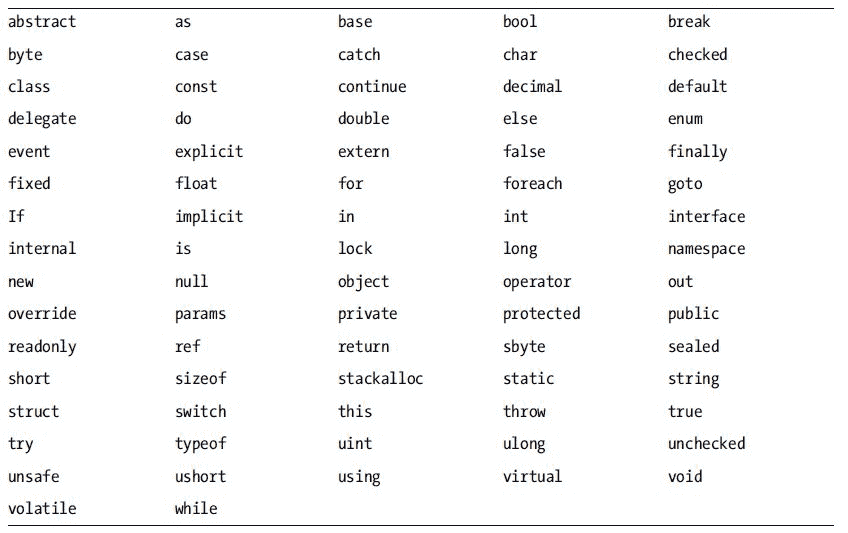 abstract as base bool break
byte case catch char checked
class const continue decimal default
delegate do double else enum
event explicit extern false finally
fixed float for foreach goto
If implicit in int interface
internal is lock long namespace
new null object operator out
override params private protected public
readonly ref return sbyte sealed
short sizeof stackalloc static string
struct switch this throw true
try typeof uint ulong unchecked
unsafe ushort using virtual void
volatile while